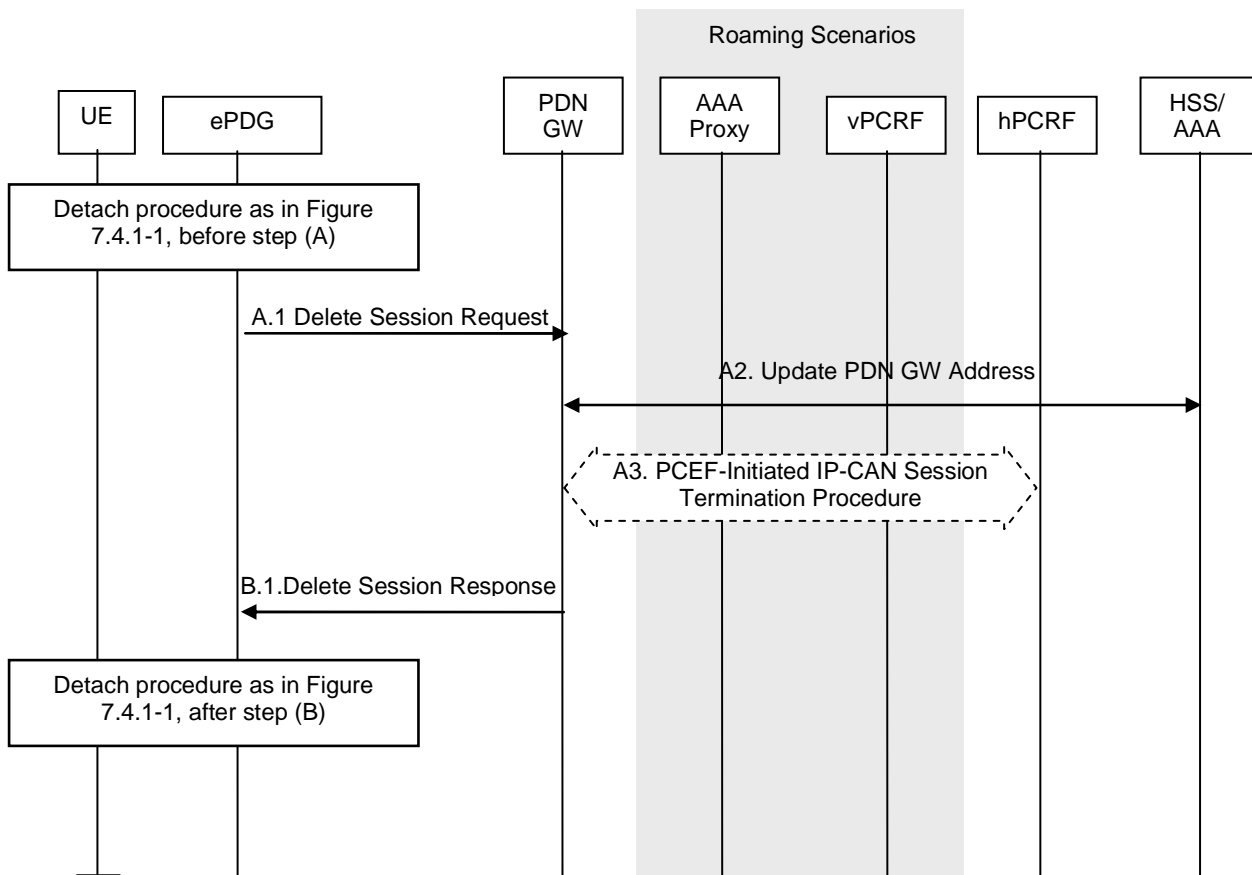 Roaming Scenarios
UE
ePDG
PDN
GW
AAA
Proxy
vPCRF
hPCRF
HSS/
AAA
Detach procedure as in Figure
7.4.1-1, before step (A)
A.1 Delete Session Request
A2. Update PDN GW Address
A3. PCEF-Initiated IP-CAN Session
Termination Procedure
B.1.Delete Session Response
Detach procedure as in Figure
7.4.1-1, after step (B)